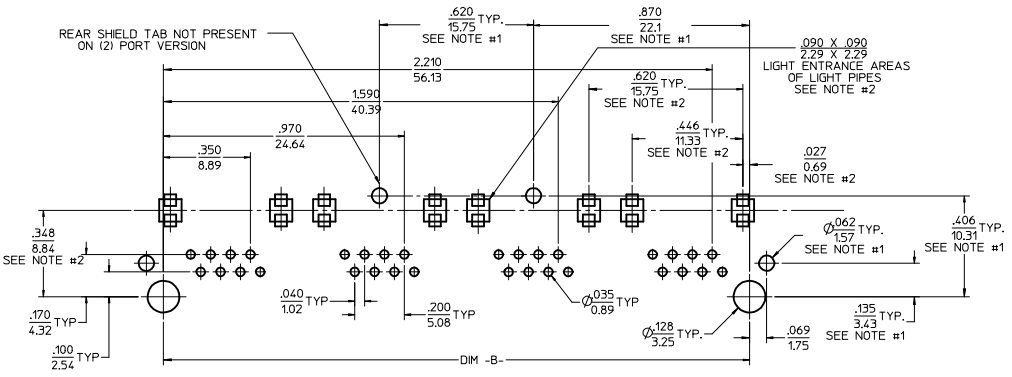 .620
15.75 TYP.
SEE NOTE #1
.870
22.1
SEE NOTE #1
REAR SHIELD TAB NOT PRESENT
ON (2) PORT VERSION
.090 X .090
2.29 X 2.29
LIGHT ENTRANCE AREAS
OF LIGHT PIPES
SEE NOTE #2
2.210
56.13
.620
15.75 TYP.
SEE NOTE #2
1.590
40.39
.970
24.64
.446
11.33 TYP.
SEE NOTE #2
.350
8.89
.027
0.69
SEE NOTE #2
.348
8.84
SEE NOTE #2
Ø.062
1.57 TYP.
SEE NOTE #1
.406
10.31 TYP.
SEE NOTE #1
.170
4.32 TYP
.040
1.02 TYP
.200
5.08 TYP
Ø.035
0.89 TYP
Ø.128
3.25 TYP.
.069
1.75
.135
3.43 TYP.
SEE NOTE #1
.100
2.54 TYP
DIM -B-